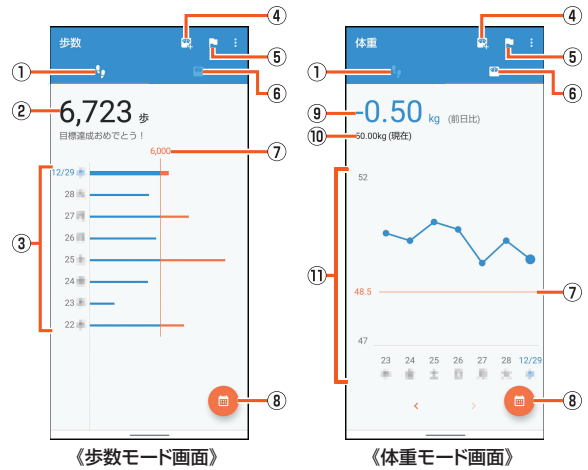 ④
④
歩数
⑤
体重
⑤
①
⑥
①
⑥
② 6,723 歩
目標達成おめでとう！
⑨ -0.50 kg (前日比)
⑩ 50.00kg (現在)
6,000 ⑦
12/29
28
27
26
25
24
23
22
③
⑧
《歩数モード画面》
52
48.5 ⑦
47
⑪
23 24 25 26 27 28 12/29
⑧
《体重モード画面》